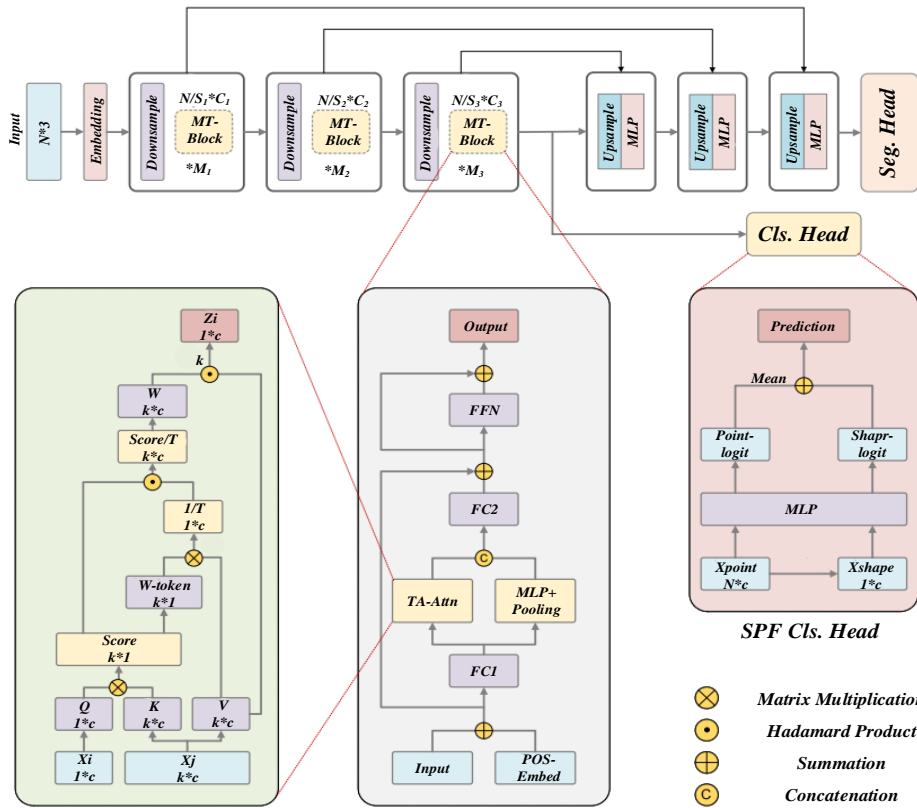 Input
N*3
Embedding
Downsample
N/S1*C1
MT-
Block
*M1
Downsample
N/S2*C2
MT-
Block
*M2
Downsample
N/S3*C3
MT-
Block
*M3
Upsample
MLP
Upsample
MLP
Upsample
MLP
Seg. Head
Cls. Head
Zi
1*c
k
W
k*c
Score/T
k*c
1/T
1*c
W-token
k*1
Score
k*1
Q
1*c
K
k*c
V
k*c
Xi
1*c
Xj
k*c
Output
FFN
FC2
C
TA-Attn
MLP+
Pooling
FC1
Input
POS-
Embed
Prediction
Mean
Point-
logit
Shapr-
logit
MLP
Xpoint
N*c
Xshape
1*c
SPF Cls. Head
Matrix Multiplication
Hadamard Product
Summation
C
Concatenation